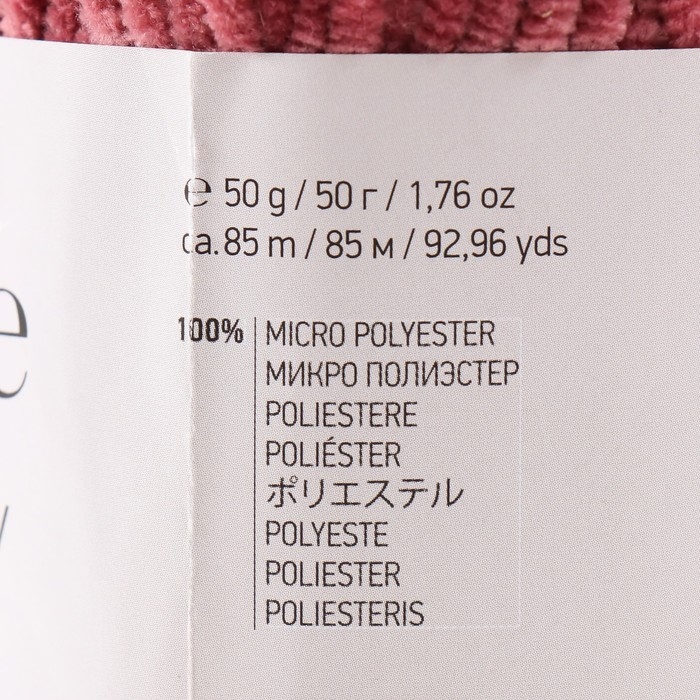 ℮ 50 g / 50 г / 1,76 oz
ca. 85 m / 85 м / 92,96 yds
100% MICRO POLYESTER
МИКРО ПОЛИЭСТЕР
POLIESTERE
POLIÉSTER
ポリエステル
POLYESTE
POLIESTER
POLIESTERIS